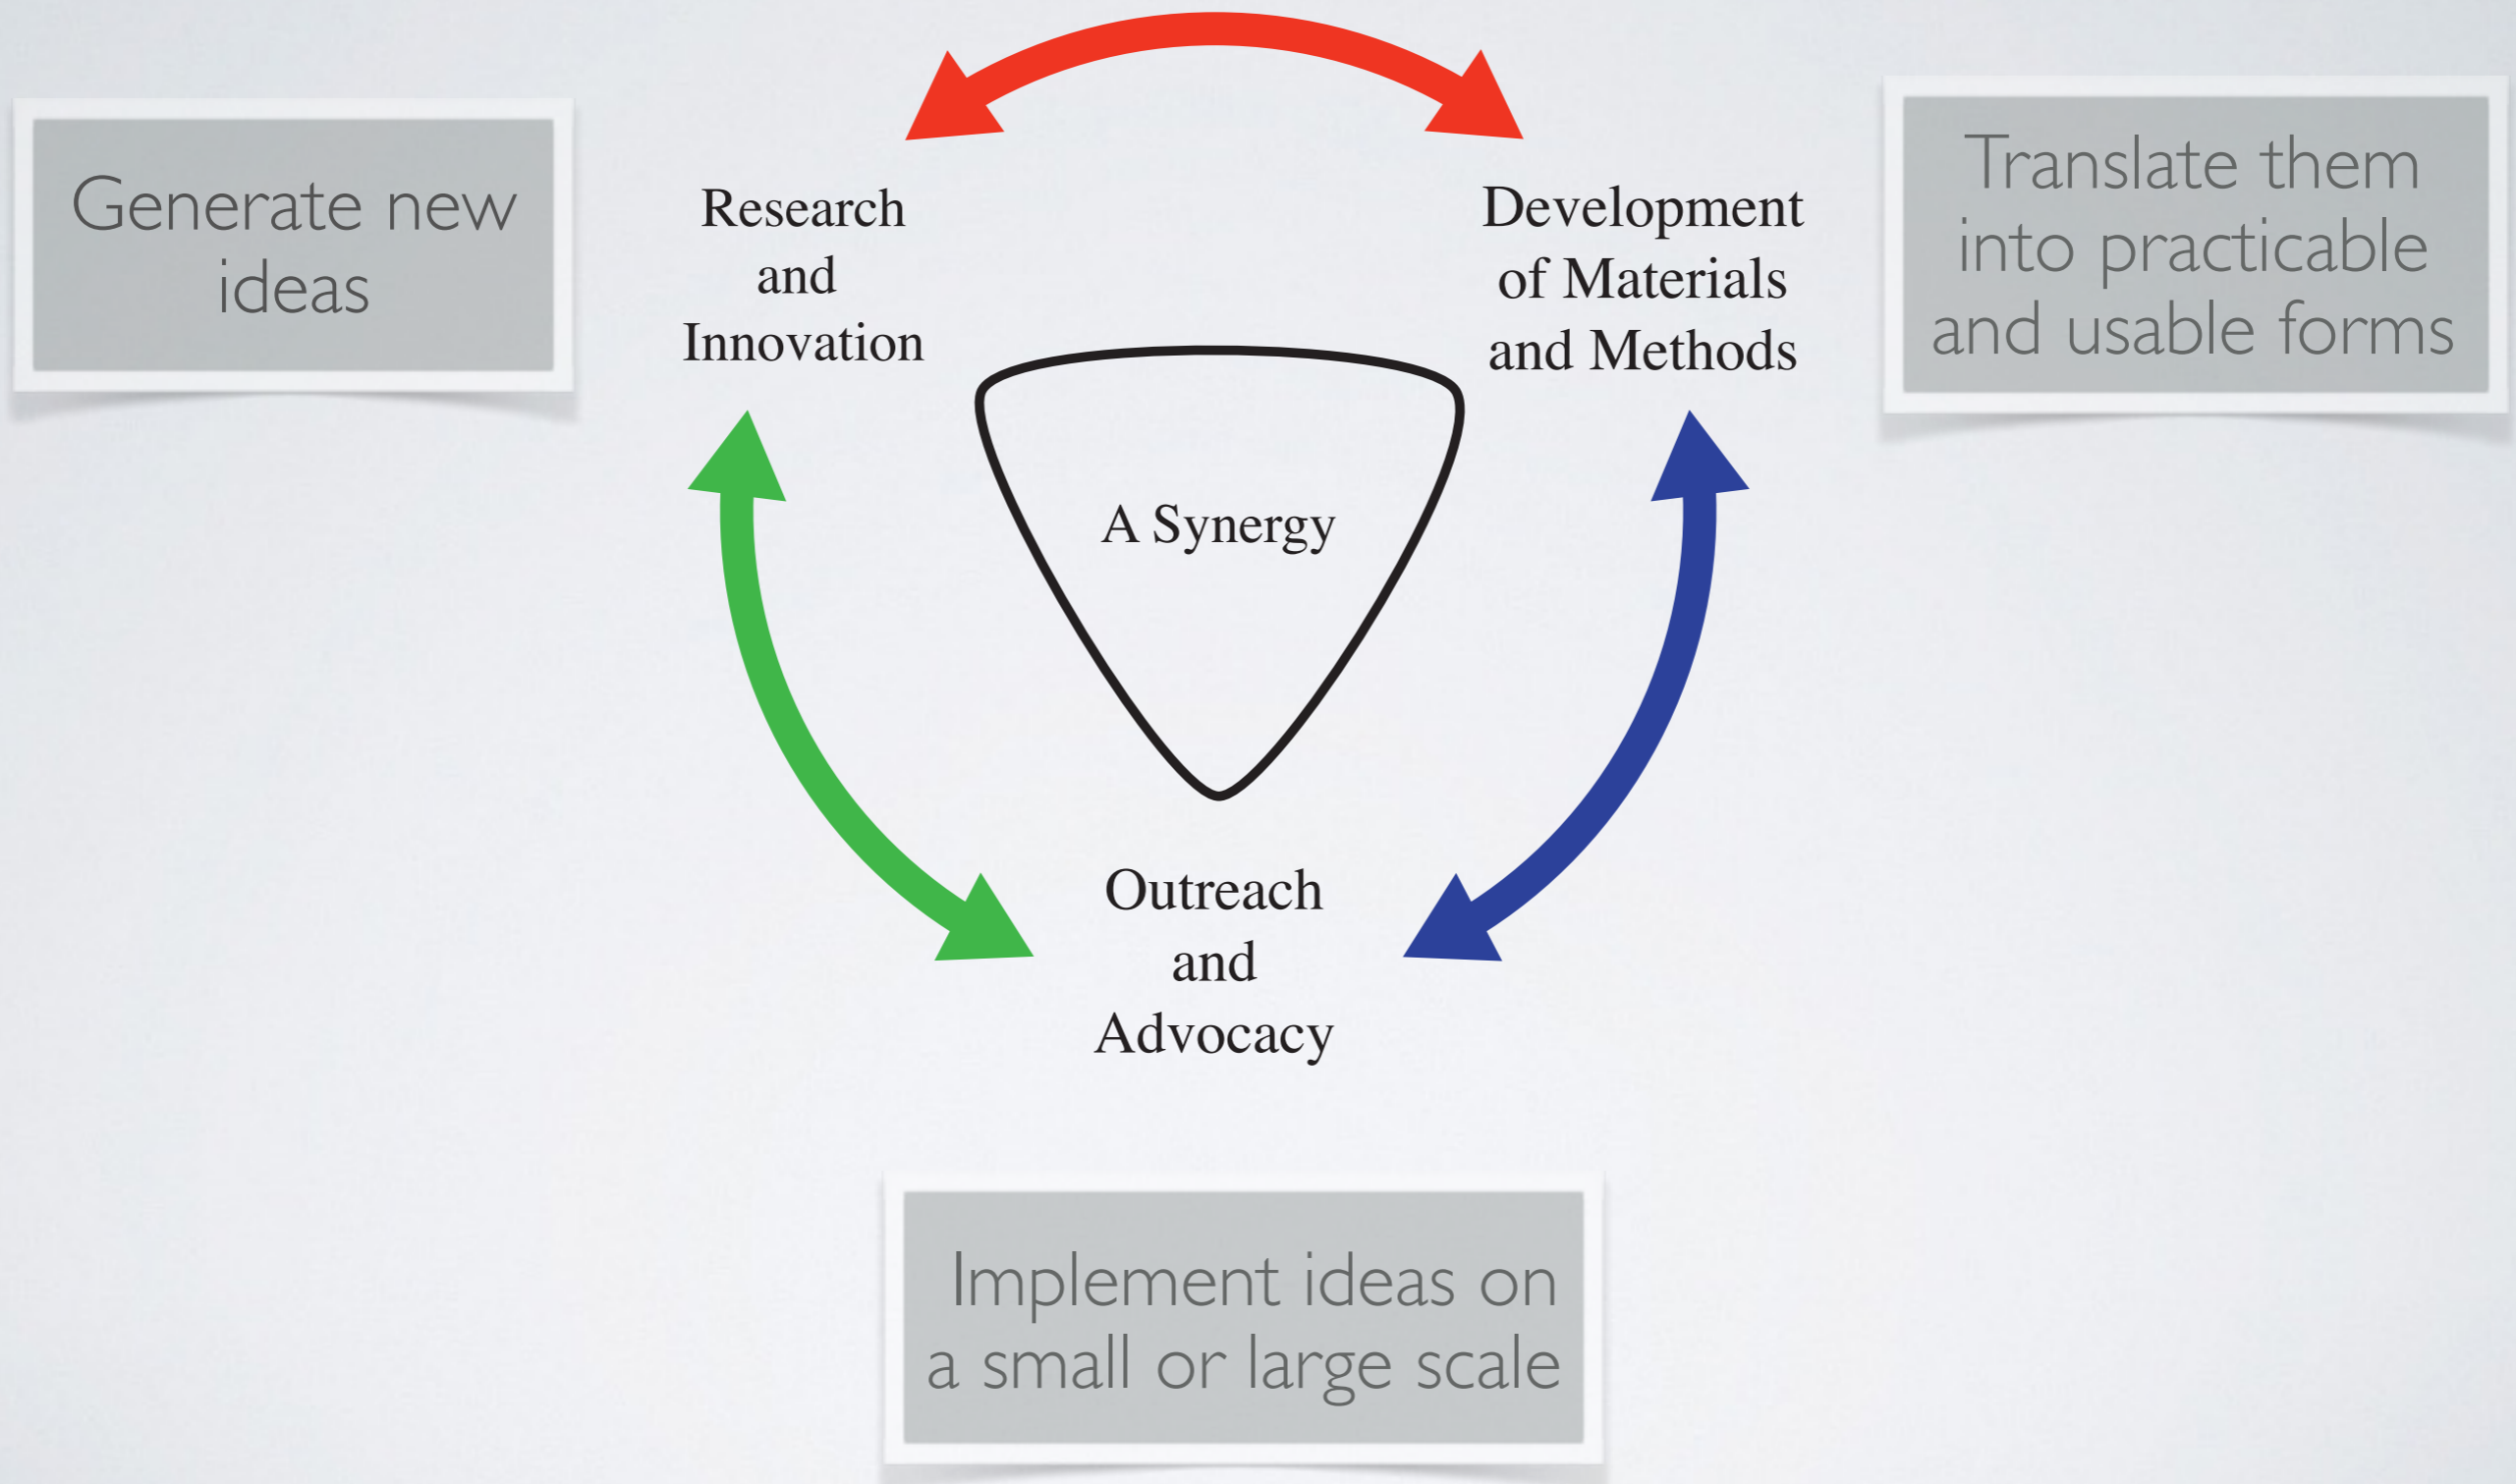 Generate new
ideas
Research
and
Innovation
Development
of Materials
and Methods
Translate them
into practicable
and usable forms
A Synergy
Outreach
and
Advocacy
Implement ideas on
a small or large scale